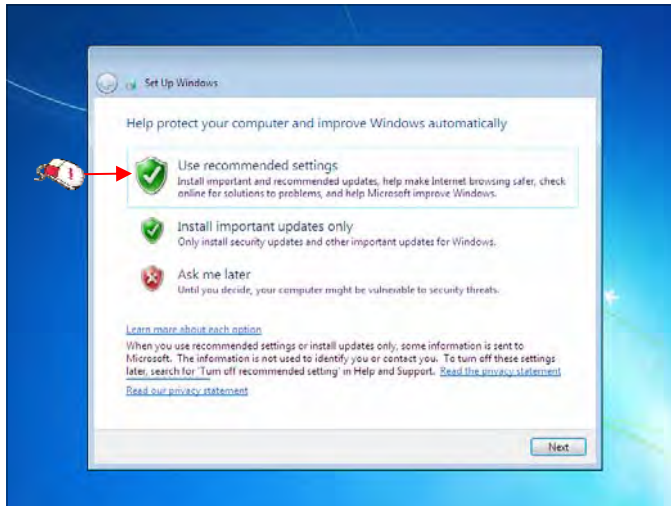 Set Up Windows
Help protect your computer and improve Windows automatically
Use recommended settings
Install important and recommended updates, help make Internet browsing safer, check
online for solutions to problems, and help Microsoft improve Windows.
Install important updates only
Only install security updates and other important updates for Windows.
Ask me later
Until you decide, your computer might be vulnerable to security threats.
Learn more about each option
When you use recommended settings or install updates only, some information is sent to
Microsoft. The information is not used to identify you or contact you. To turn off these settings
later, search for 'Turn off recommended setting' in Help and Support. Read the privacy statement
Read our privacy statement
Next